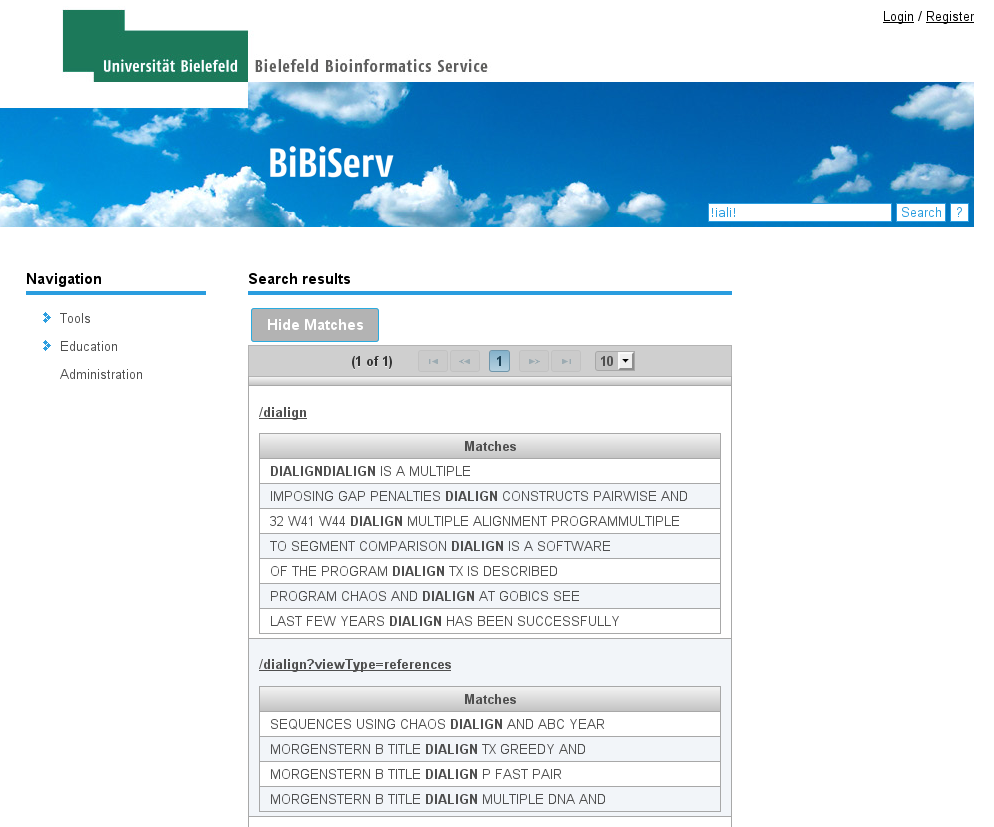 Login / Register
Universität Bielefeld Bielefeld Bioinformatics Service
BiBiServ
!iali! Search ?
Navigation
Tools
Education
Administration
Search results
Hide Matches
(1 of 1) 1 10
/dialign
Matches
DIALIGNDIALIGN IS A MULTIPLE
IMPOSING GAP PENALTIES DIALIGN CONSTRUCTS PAIRWISE AND
32 W41 W44 DIALIGN MULTIPLE ALIGNMENT PROGRAMMULTIPLE
TO SEGMENT COMPARISON DIALIGN IS A SOFTWARE
OF THE PROGRAM DIALIGN TX IS DESCRIBED
PROGRAM CHAOS AND DIALIGN AT GOBICS SEE
LAST FEW YEARS DIALIGN HAS BEEN SUCCESSFULLY
/dialign?viewType=references
Matches
SEQUENCES USING CHAOS DIALIGN AND ABC YEAR
MORGENSTERN B TITLE DIALIGN TX GREEDY AND
MORGENSTERN B TITLE DIALIGN P FAST PAIR
MORGENSTERN B TITLE DIALIGN MULTIPLE DNA AND